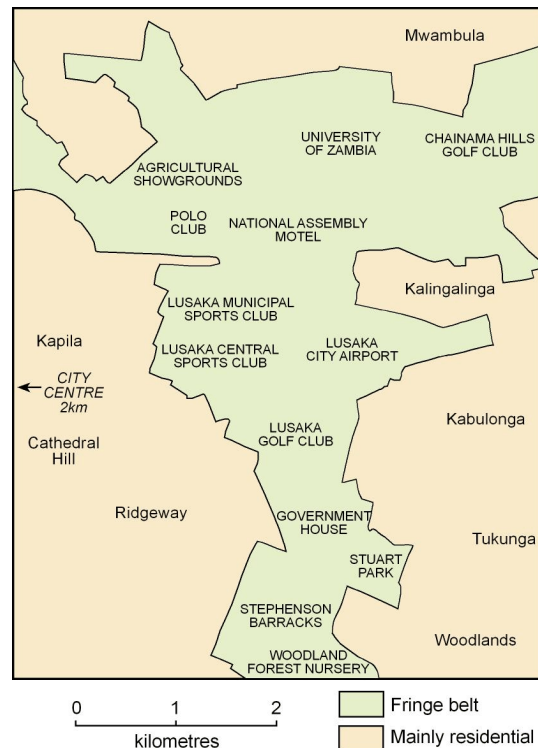 Mwambula
UNIVERSITY
OF ZAMBIA
CHAINAMA HILLS
GOLF CLUB
AGRICULTURAL
SHOWGROUNDS
POLO
CLUB
NATIONAL ASSEMBLY
MOTEL
Kalingalinga
LUSAKA MUNICIPAL
SPORTS CLUB
Kapila
LUSAKA CENTRAL
SPORTS CLUB
LUSAKA
CITY AIRPORT
CITY
CENTRE
2km
Kabulonga
Cathedral
Hill
LUSAKA
GOLF CLUB
Ridgeway
GOVERNMENT
HOUSE
Tukunga
STUART
PARK
STEPHENSON
BARRACKS
Woodlands
WOODLAND
FOREST NURSERY
0 1 2
kilometres
Fringe belt
Mainly residential